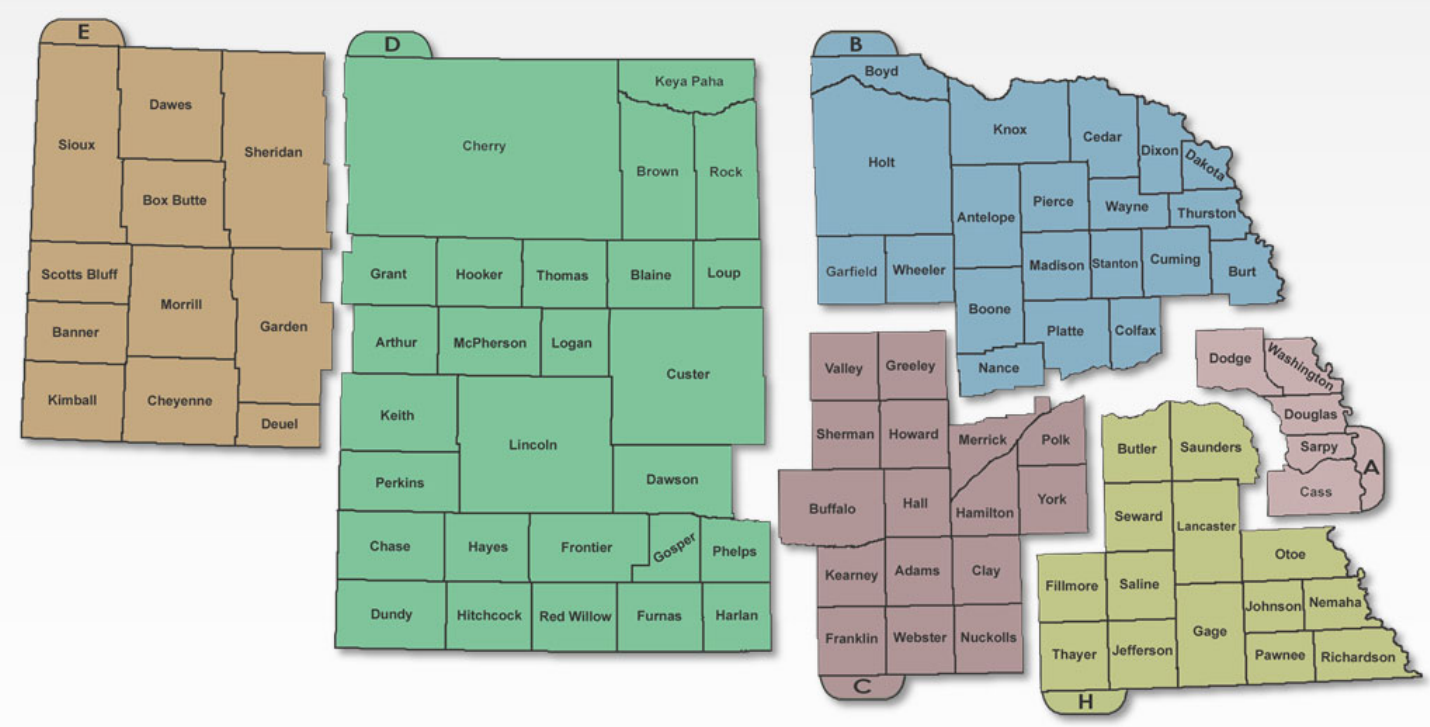 E
Sioux
Dawes
Sheridan
Box Butte
Scotts Bluff
Morrill
Banner
Garden
Kimball
Cheyenne
Deuel
D
Keya Paha
Cherry
Brown
Rock
Grant
Hooker
Thomas
Blaine
Loup
Arthur
McPherson
Logan
Custer
Keith
Lincoln
Perkins
Dawson
Chase
Hayes
Frontier
Gosper
Phelps
Dundy
Hitchcock
Red Willow
Furnas
Harlan
B
Boyd
Holt
Knox
Cedar
Dixon
Dakota
Antelope
Pierce
Wayne
Thurston
Garfield
Wheeler
Madison
Stanton
Cuming
Burt
Boone
Platte
Colfax
Nance
Valley
Greeley
Sherman
Howard
Merrick
Polk
Buffalo
Hall
Hamilton
York
Kearney
Adams
Clay
Franklin
Webster
Nuckolls
C
Dodge
Washington
Douglas
Sarpy
Cass
A
Butler
Saunders
Seward
Lancaster
Otoe
Fillmore
Saline
Johnson
Nemaha
Gage
Thayer
Jefferson
Pawnee
Richardson
H